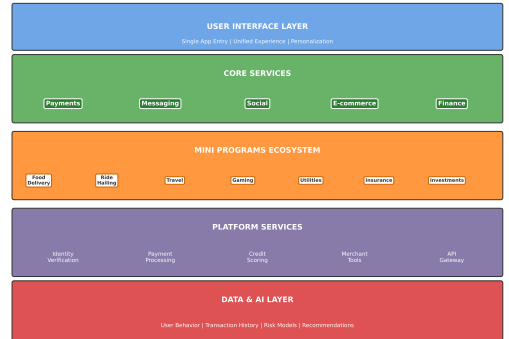 USER INTERFACE LAYER
Single App Entry | Unified Experience | Personalization
CORE SERVICES
Payments
Messaging
Social
E-commerce
Finance
MINI PROGRAMS ECOSYSTEM
Food
Delivery
Ride
Hailing
Travel
Gaming
Utilities
Insurance
Investments
PLATFORM SERVICES
Identity
Verification
Payment
Processing
Credit
Scoring
Merchant
Tools
API
Gateway
DATA & AI LAYER
User Behavior | Transaction History | Risk Models | Recommendations